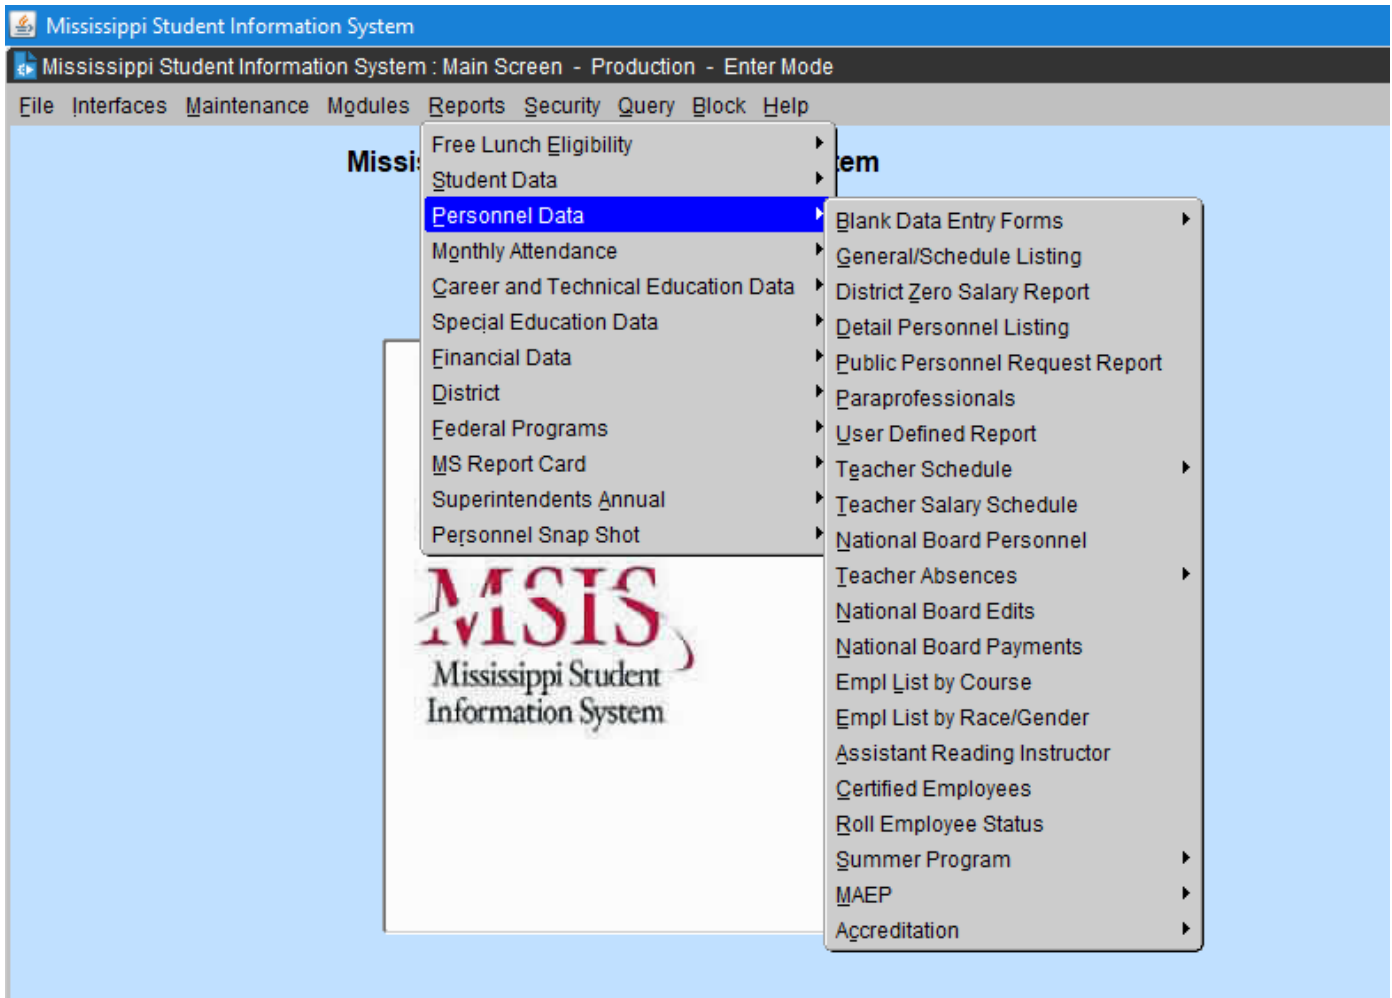 Mississippi Student Information System
Mississippi Student Information System : Main Screen - Production - Enter Mode
File Interfaces Maintenance Modules Reports Security Query Block Help
Missi em
Free Lunch Eligibility
Student Data
Personnel Data
Monthly Attendance
Career and Technical Education Data
Special Education Data
Financial Data
District
Federal Programs
MS Report Card
Superintendents Annual
Personnel Snap Shot
Blank Data Entry Forms
General/Schedule Listing
District Zero Salary Report
Detail Personnel Listing
Public Personnel Request Report
Paraprofessionals
User Defined Report
Teacher Schedule
Teacher Salary Schedule
National Board Personnel
Teacher Absences
National Board Edits
National Board Payments
Empl List by Course
Empl List by Race/Gender
Assistant Reading Instructor
Certified Employees
Roll Employee Status
Summer Program
MAEP
Accreditation
MSIS
Mississippi Student
Information System